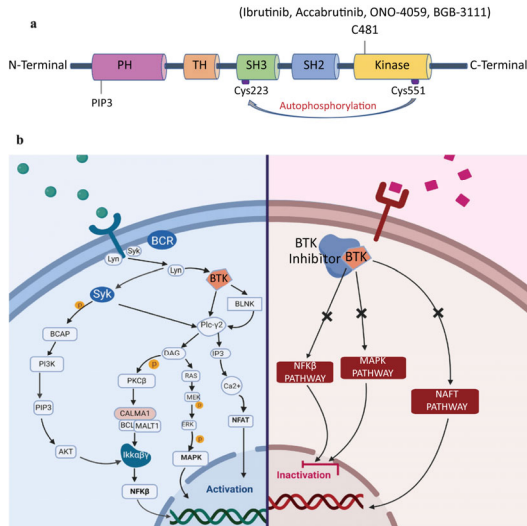 (Ibrutinib, Accabrutinib, ONO-4059, BGB-3111)
a
C481
N-Terminal
PH
TH
SH3
SH2
Kinase
C-Terminal
PIP3
Cys223
Cys551
Autophosphorylation
b
BCR
Syk
Lyn
Lyn
BTK
Syk
P
BLNK
BCAP
Plc-γ2
PI3K
DAG
IP3
P
PKCβ
RAS
Ca2+
PIP3
MEK
P
CALMA1
BCL
MALT1
ERK
NFAT
P
AKT
Ikkαβγ
MAPK
NFKβ
Activation
BTK
Inhibitor
BTK
NFKβ
PATHWAY
MAPK
PATHWAY
NAFT
PATHWAY
Inactivation